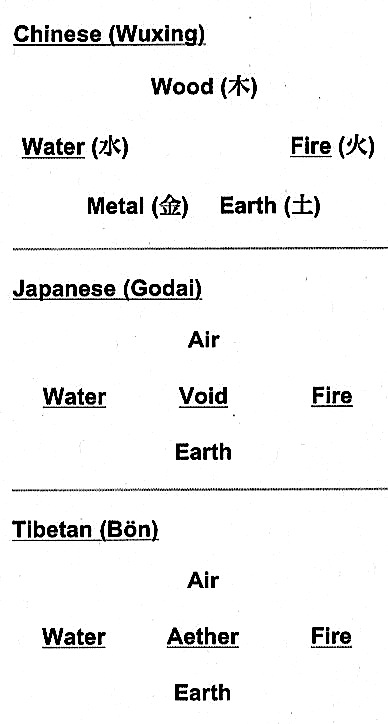 Chinese (Wuxing)
Wood (木)
Water (水) Fire (火)
Metal (金) Earth (土)
Japanese (Godai)
Air
Water Void Fire
Earth
Tibetan (Bön)
Air
Water Aether Fire
Earth